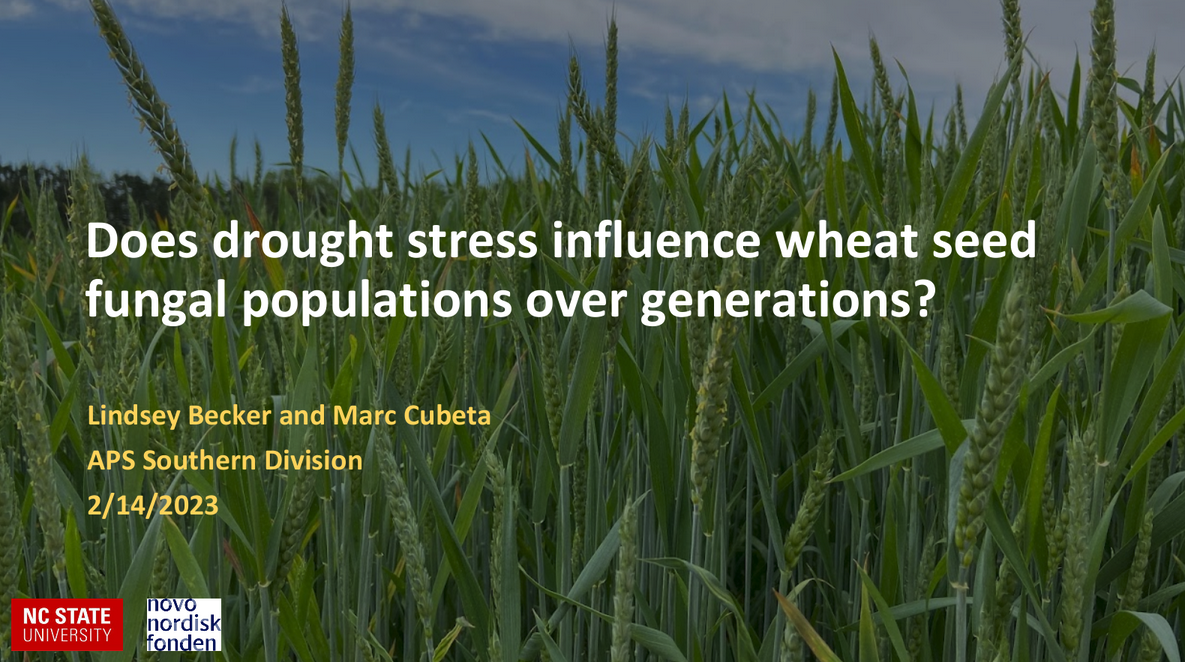 Does drought stress influence wheat seed
fungal populations over generations?
Lindsey Becker and Marc Cubeta
APS Southern Division
2/14/2023
NC STATE
UNIVERSITY
novo
nordisk
fonden